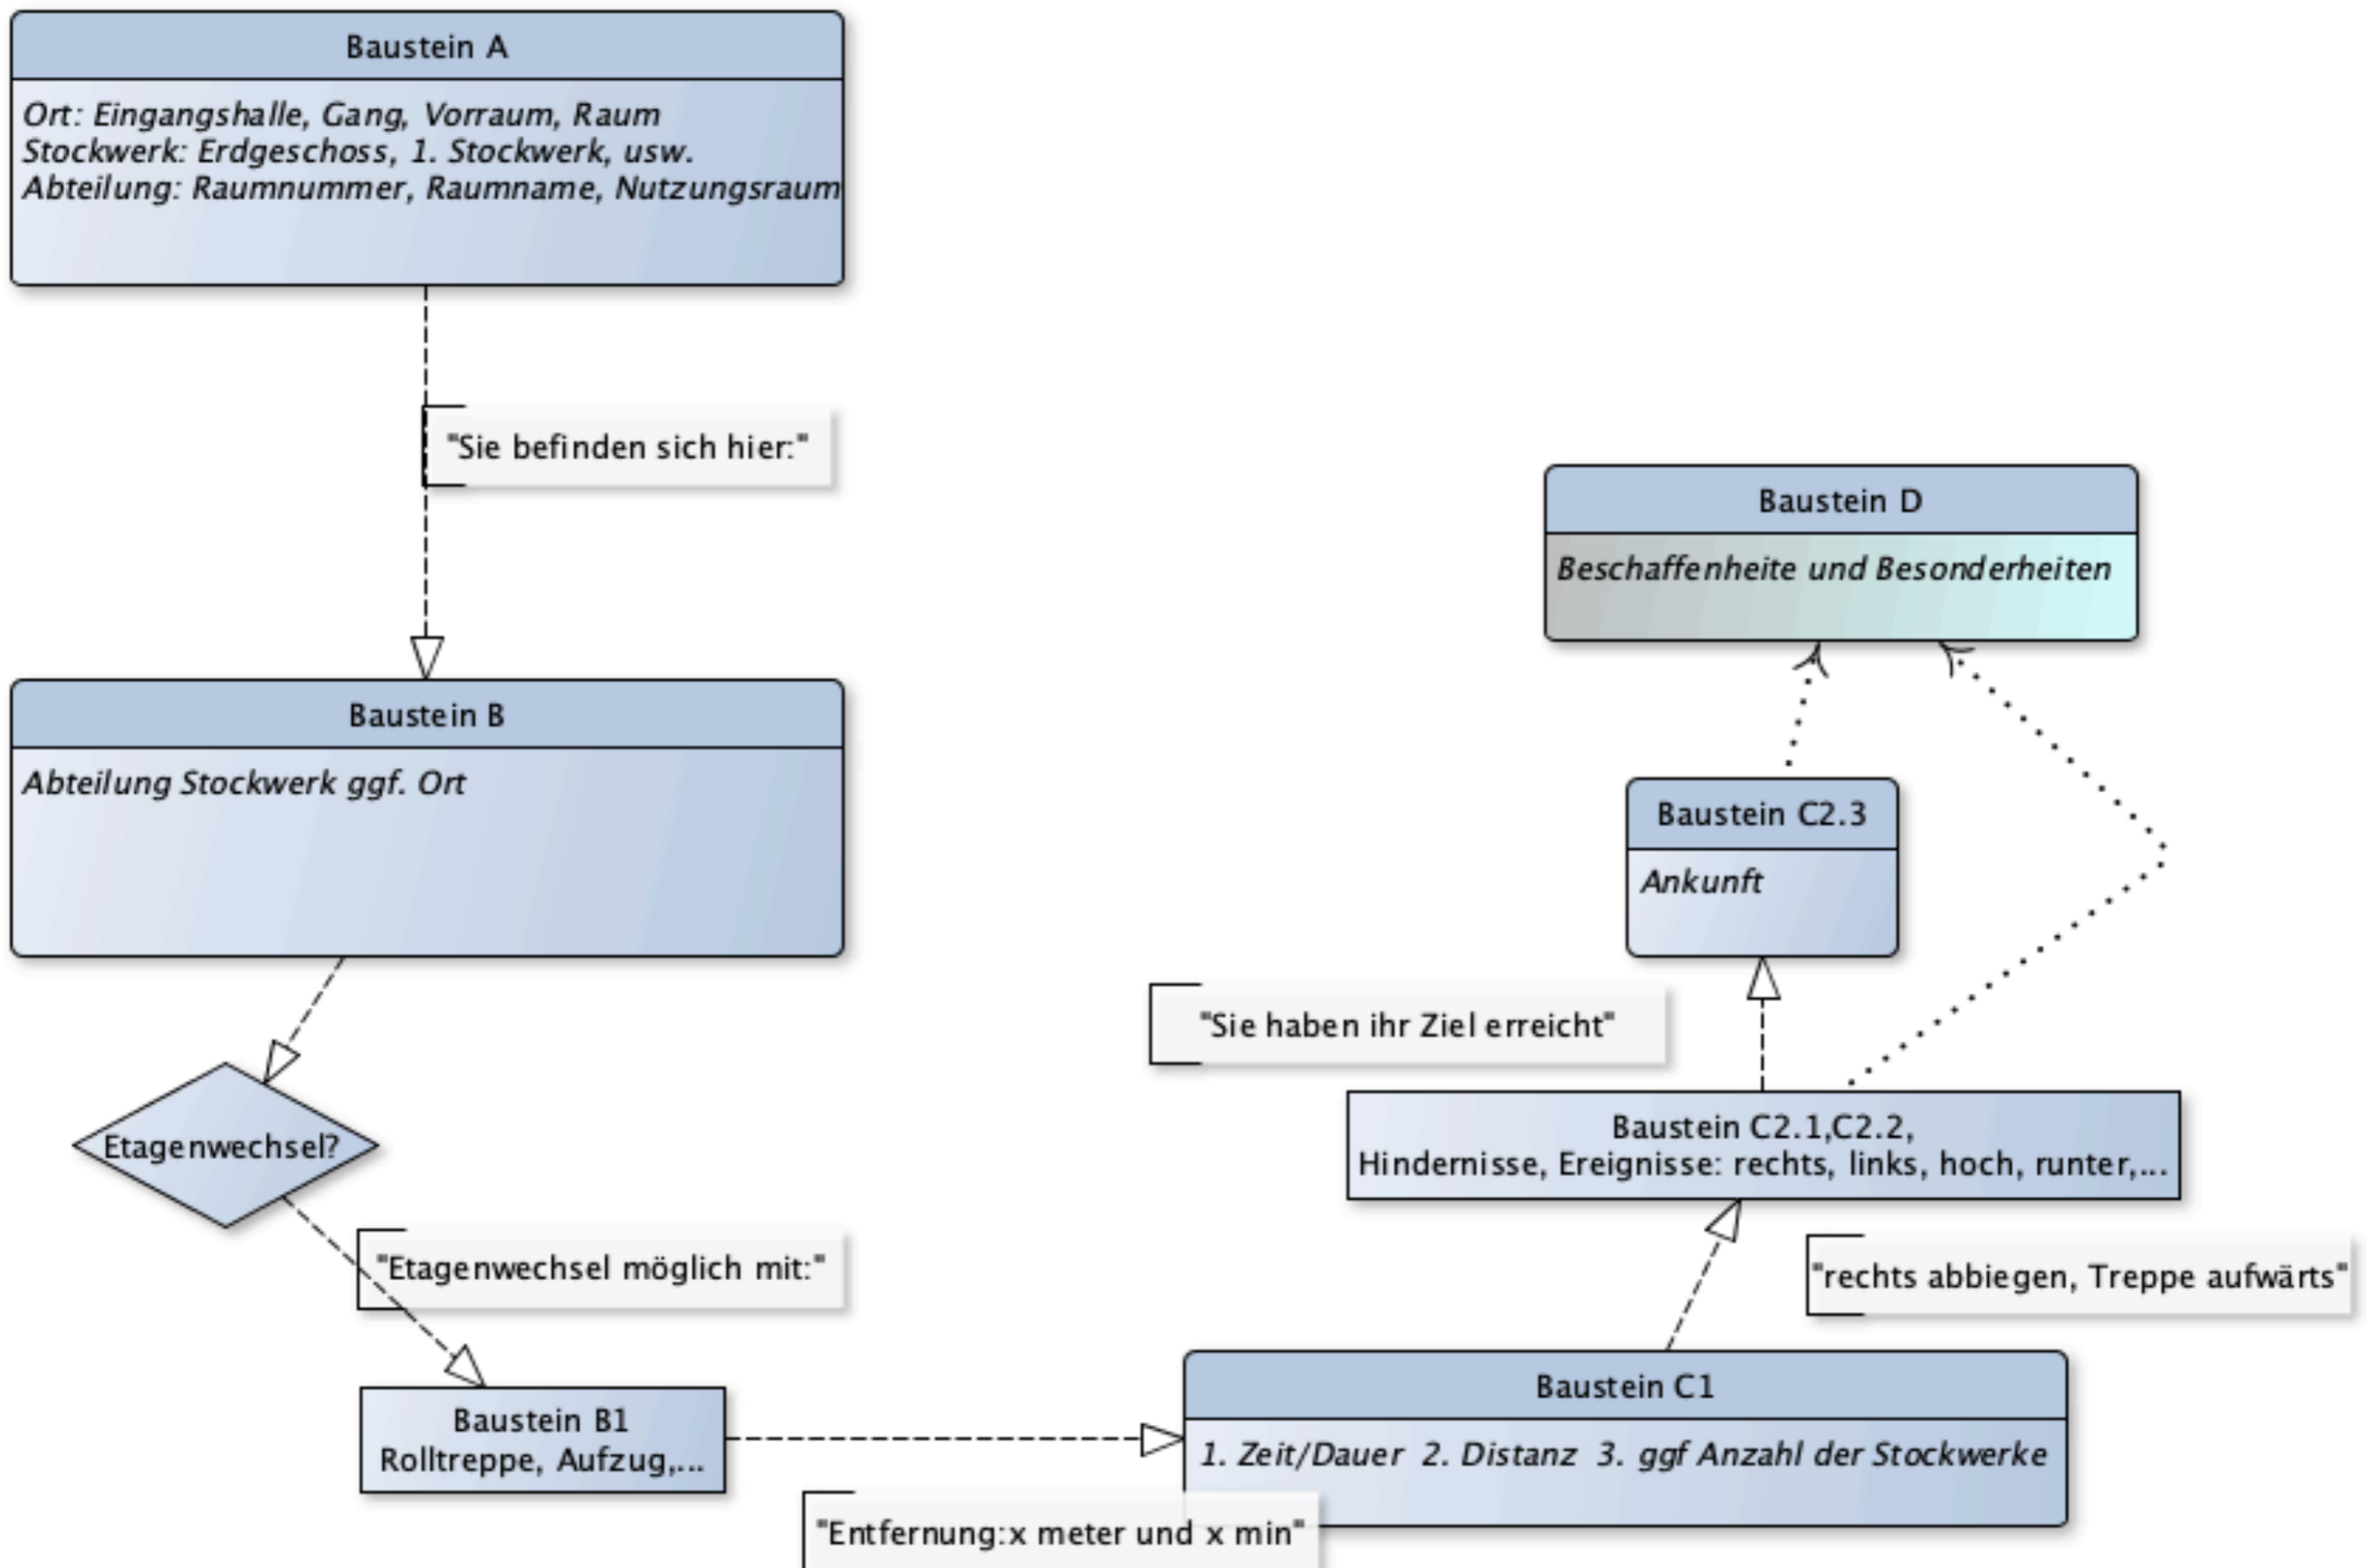 Baustein A
Ort: Eingangshalle, Gang, Vorraum, Raum
Stockwerk: Erdgeschoss, 1. Stockwerk, usw.
Abteilung: Raumnummer, Raumname, Nutzungsraum
"Sie befinden sich hier:"
Baustein B
Abteilung Stockwerk ggf. Ort
Etagenwechsel?
"Etagenwechsel möglich mit:"
Baustein B1
Rolltreppe, Aufzug,...
"Entfernung:x meter und x min"
Baustein C1
1. Zeit/Dauer 2. Distanz 3. ggf Anzahl der Stockwerke
"rechts abbiegen, Treppe aufwärts"
Baustein C2.1,C2.2,
Hindernisse, Ereignisse: rechts, links, hoch, runter,...
"Sie haben ihr Ziel erreicht"
Baustein C2.3
Ankunft
Baustein D
Beschaffenheite und Besonderheiten